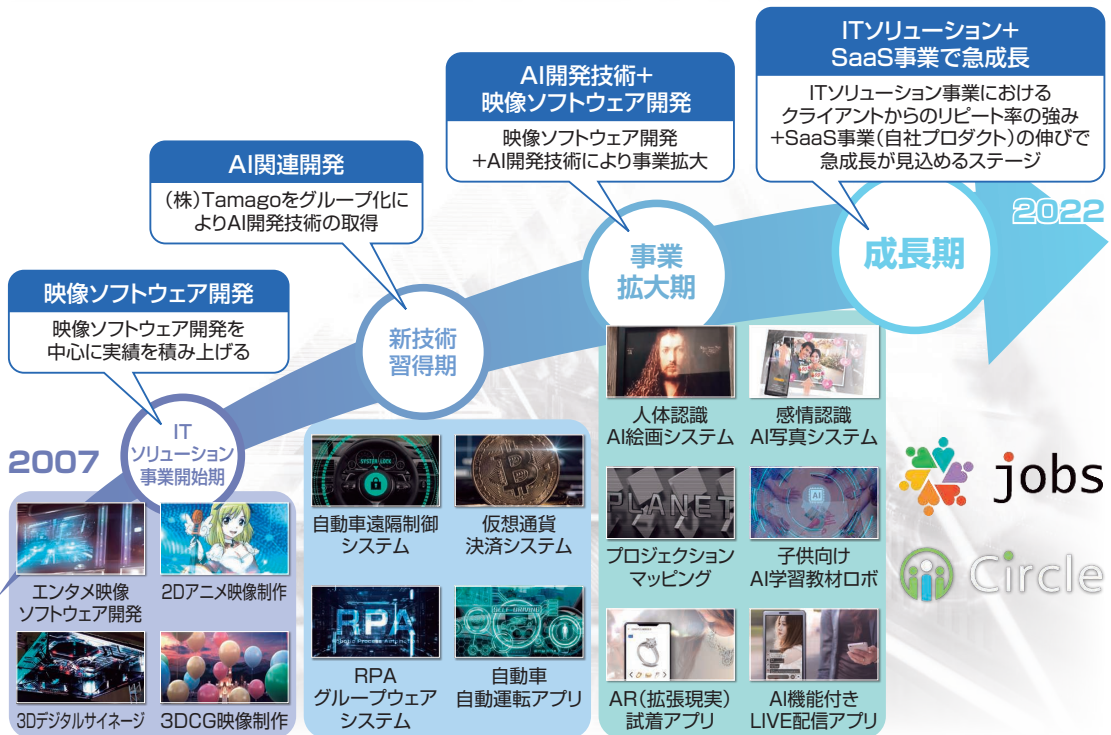 ITソリューション+
SaaS事業で急成長
ITソリューション事業における
クライアントからのリピート率の強み
+SaaS事業(自社プロダクト)の伸びで
急成長が見込めるステージ
AI開発技術+
映像ソフトウェア開発
映像ソフトウェア開発
+AI開発技術により事業拡大
AI関連開発
(株)Tamagoをグループ化に
よりAI開発技術の取得
映像ソフトウェア開発
映像ソフトウェア開発を
中心に実績を積み上げる
2007
IT
ソリューション
事業開始期
新技術
習得期
事業
拡大期
成長期
2022
エンタメ映像
ソフトウェア開発
2Dアニメ映像制作
3Dデジタルサイネージ
3DCG映像制作
SYSTEM LOCK
自動車遠隔制御
システム
仮想通貨
決済システム
RPA
RPA
グループウェア
システム
SELF-DRIVING
自動車
自動運転アプリ
人体認識
AI絵画システム
感情認識
AI写真システム
PLANET
プロジェクション
マッピング
AI
子供向け
AI学習教材ロボ
AR(拡張現実)
試着アプリ
AI機能付き
LIVE配信アプリ
jobs
Circle